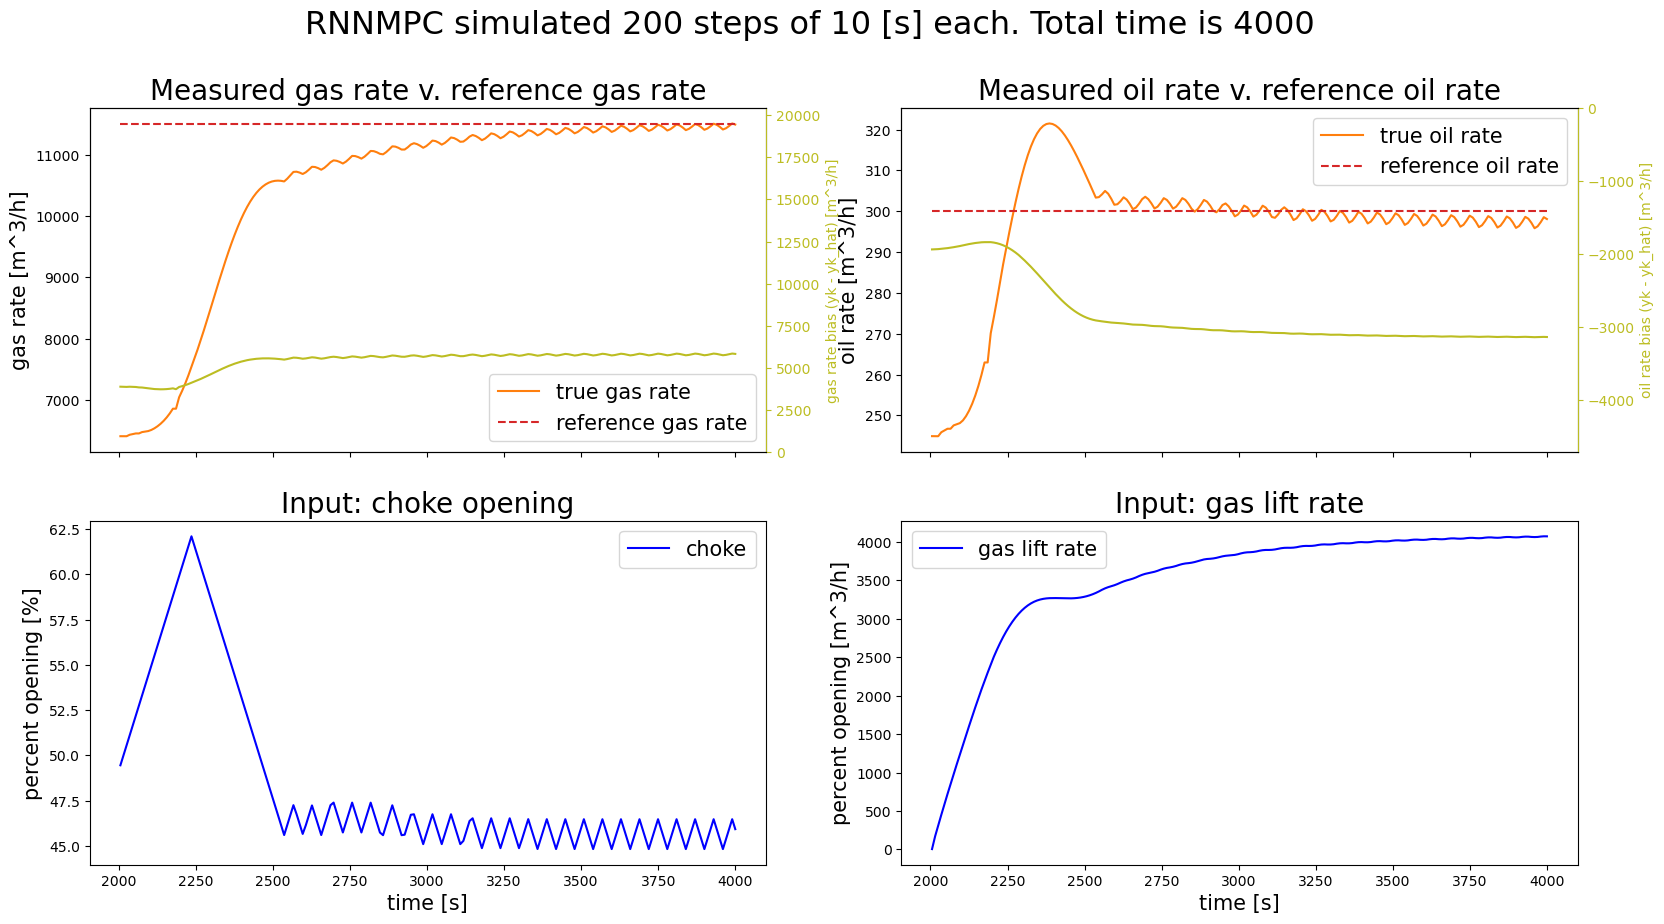 RNNMPC simulated 200 steps of 10 [s] each. Total time is 4000
Measured gas rate v. reference gas rate
gas rate [m^3/h]
11000
10000
9000
8000
7000
20000
17500
15000
12500
10000
7500
5000
2500
0
gas rate bias (yk - yk_hat) [m^3/h]
true gas rate
reference gas rate
Measured oil rate v. reference oil rate
oil rate [m^3/h]
320
310
300
290
280
270
260
250
0
−1000
−2000
−3000
−4000
oil rate bias (yk - yk_hat) [m^3/h]
true oil rate
reference oil rate
Input: choke opening
percent opening [%]
62.5
60.0
57.5
55.0
52.5
50.0
47.5
45.0
choke
2000 2250 2500 2750 3000 3250 3500 3750 4000
time [s]
Input: gas lift rate
percent opening [m^3/h]
4000
3500
3000
2500
2000
1500
1000
500
0
gas lift rate
2000 2250 2500 2750 3000 3250 3500 3750 4000
time [s]